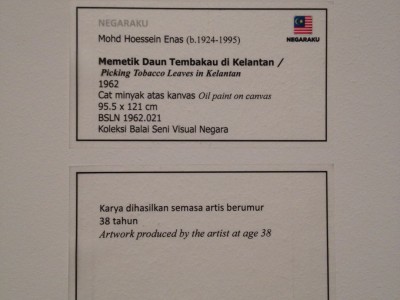 NEGARAKU
NEGARAKU
Mohd Hoessein Enas (b.1924-1995)
Memetik Daun Tembakau di Kelantan /
Picking Tobacco Leaves in Kelantan
1962
Cat minyak atas kanvas Oil paint on canvas
95.5 x 121 cm
BSLN 1962.021
Koleksi Balai Seni Visual Negara
Karya dihasilkan semasa artis berumur
38 tahun
Artwork produced by the artist at age 38